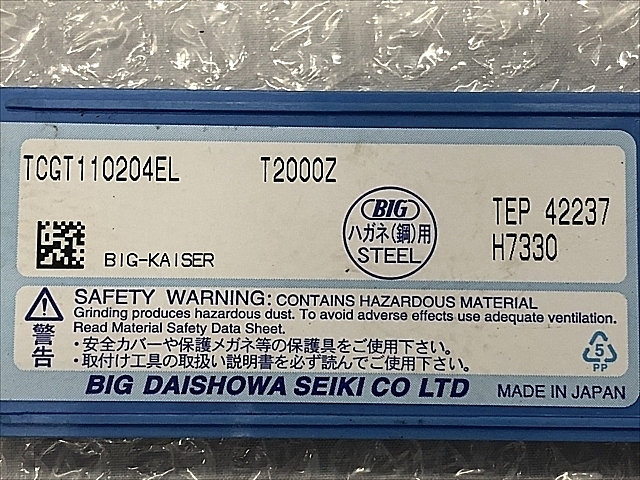 TCGT110204EL T2000Z
BIG
ハガネ(鋼)用
STEEL
TEP 42237
H7330
BIG-KAISER
警告
SAFETY WARNING: CONTAINS HAZARDOUS MATERIAL
Grinding produces hazardous dust. To avoid adverse effects use adequate ventilation.
Read Material Safety Data Sheet.
・安全カバーや保護メガネ等の保護具をご使用下さい。
・取付け工具の取扱い説明書を必ず読んでご使用下さい。
5
PP
BIG DAISHOWA SEIKI CO LTD MADE IN JAPAN